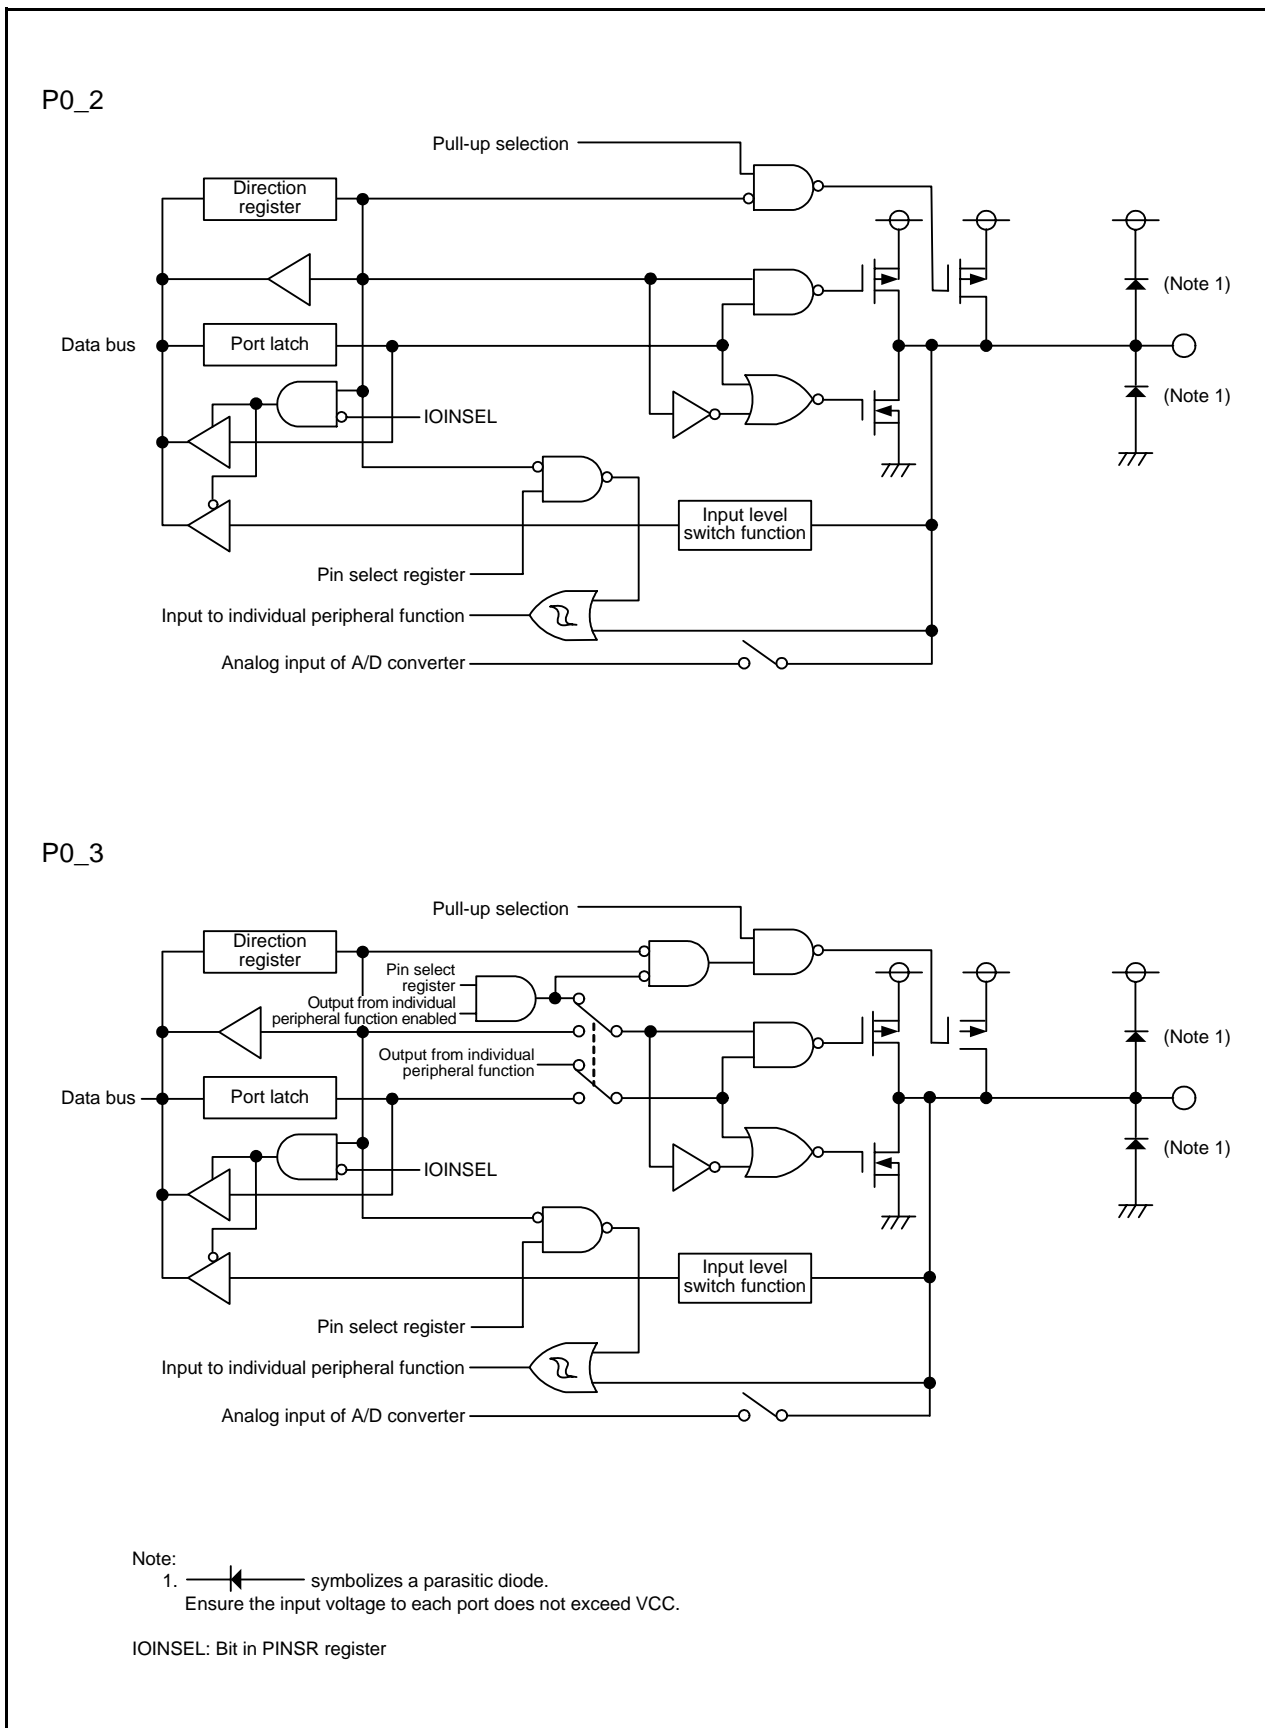 P0_2
Pull-up selection
Direction
register
(Note 1)
Data bus
Port latch
(Note 1)
IOINSEL
Input level
switch function
Pin select register
Input to individual peripheral function
Analog input of A/D converter
P0_3
Pull-up selection
Direction
register
Pin select
register
Output from individual
peripheral function enabled
(Note 1)
Output from individual
peripheral function
Data bus
Port latch
(Note 1)
IOINSEL
Input level
switch function
Pin select register
Input to individual peripheral function
Analog input of A/D converter
Note:
1. symbolizes a parasitic diode.
Ensure the input voltage to each port does not exceed VCC.
IOINSEL: Bit in PINSR register